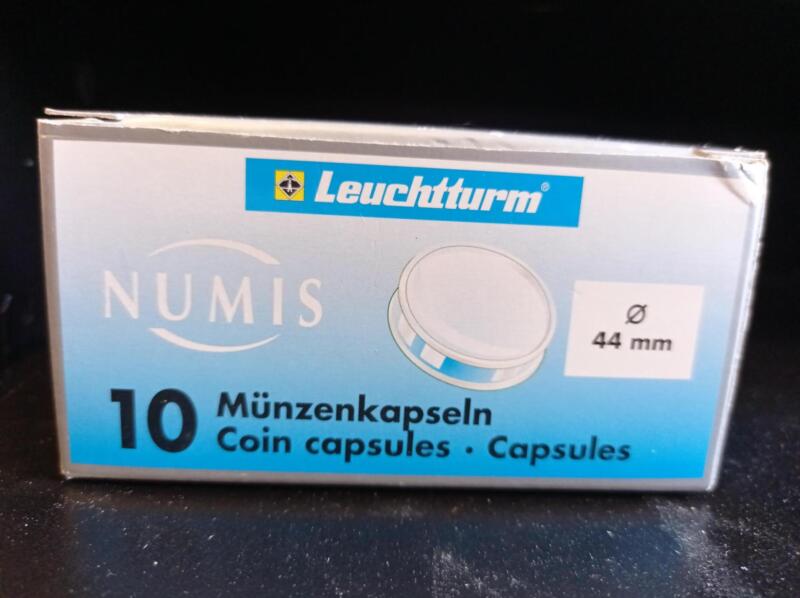 Leuchtturm®
NUMIS
Ø
44 mm
10 Münzenkapseln
Coin capsules · Capsules